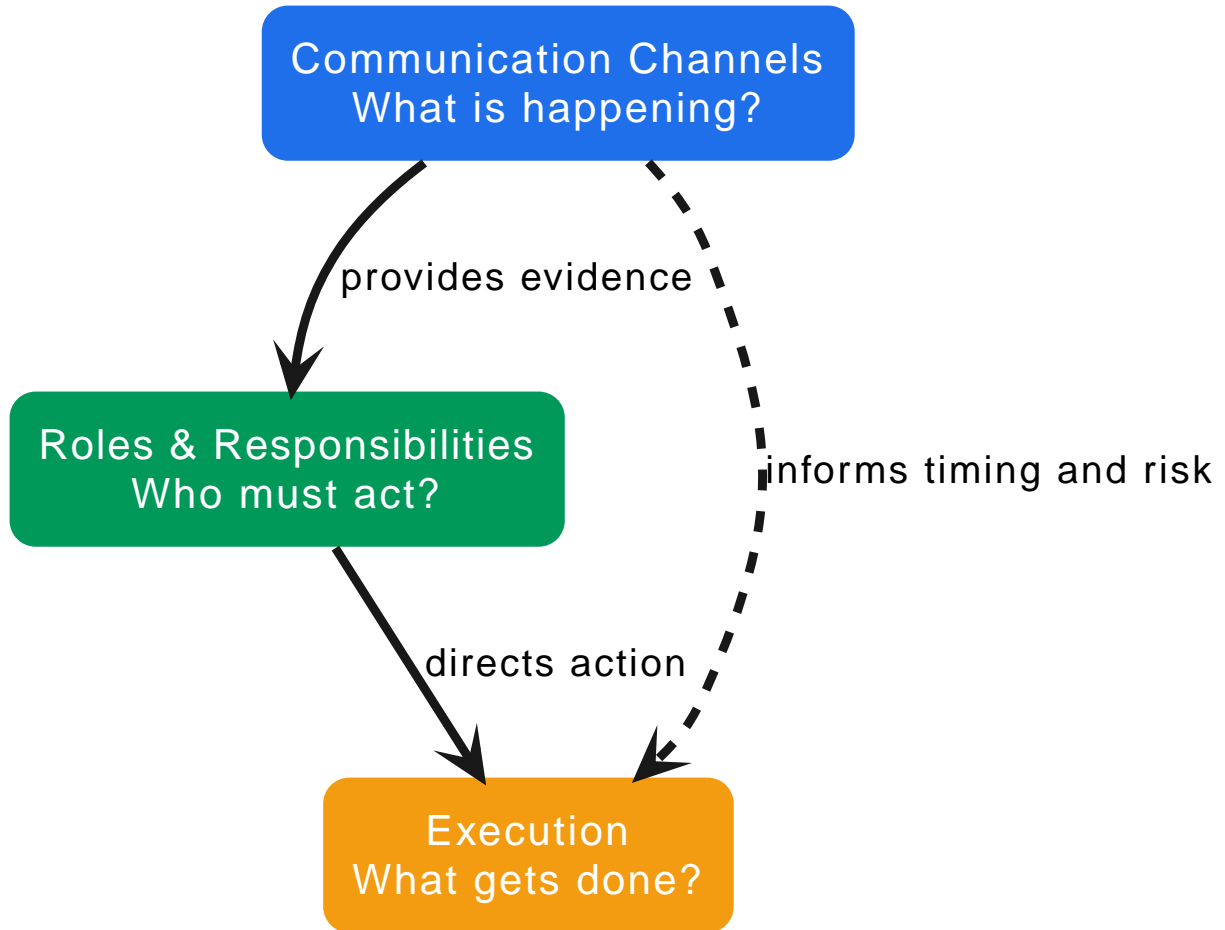 Communication Channels
What is happening?
provides evidence
Roles & Responsibilities
Who must act?
informs timing and risk
directs action
Execution
What gets done?